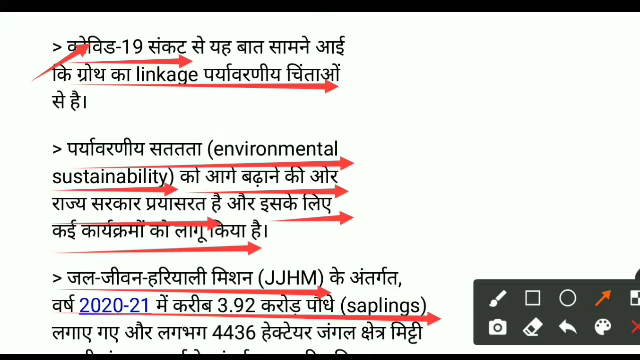 > कोविड-19 संकट से यह बात सामने आई
कि ग्रोथ का linkage पर्यावरणीय चिंताओं
से है।
> पर्यावरणीय सततता (environmental
sustainability) को आगे बढ़ाने की ओर
राज्य सरकार प्रयासरत है और इसके लिए
कई कार्यक्रमों को लागू किया है।
> जल-जीवन-हरियाली मिशन (JJHM) के अंतर्गत,
वर्ष 2020-21 में करीब 3.92 करोड़ पौधे (saplings)
लगाए गए और लगभग 4436 हेक्टेयर जंगल क्षेत्र मिट्टी